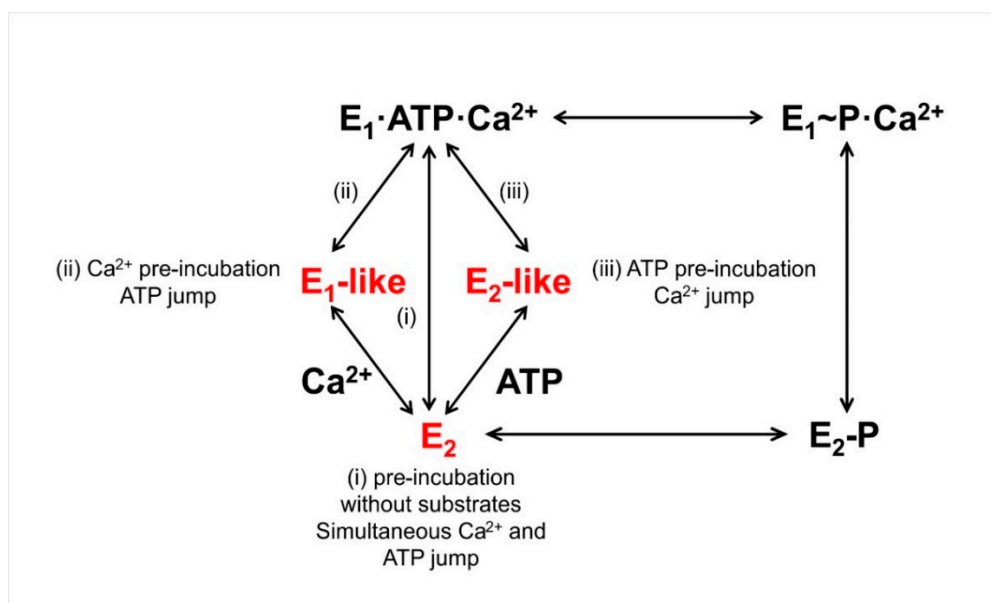 E₁·ATP·Ca²⁺
E₁~P·Ca²⁺
(ii)
(iii)
(ii) Ca²⁺ pre-incubation
ATP jump
E₁-like
E₂-like
(iii) ATP pre-incubation
Ca²⁺ jump
(i)
Ca²⁺
ATP
E₂
E₂-P
(i) pre-incubation
without substrates
Simultaneous Ca²⁺ and
ATP jump